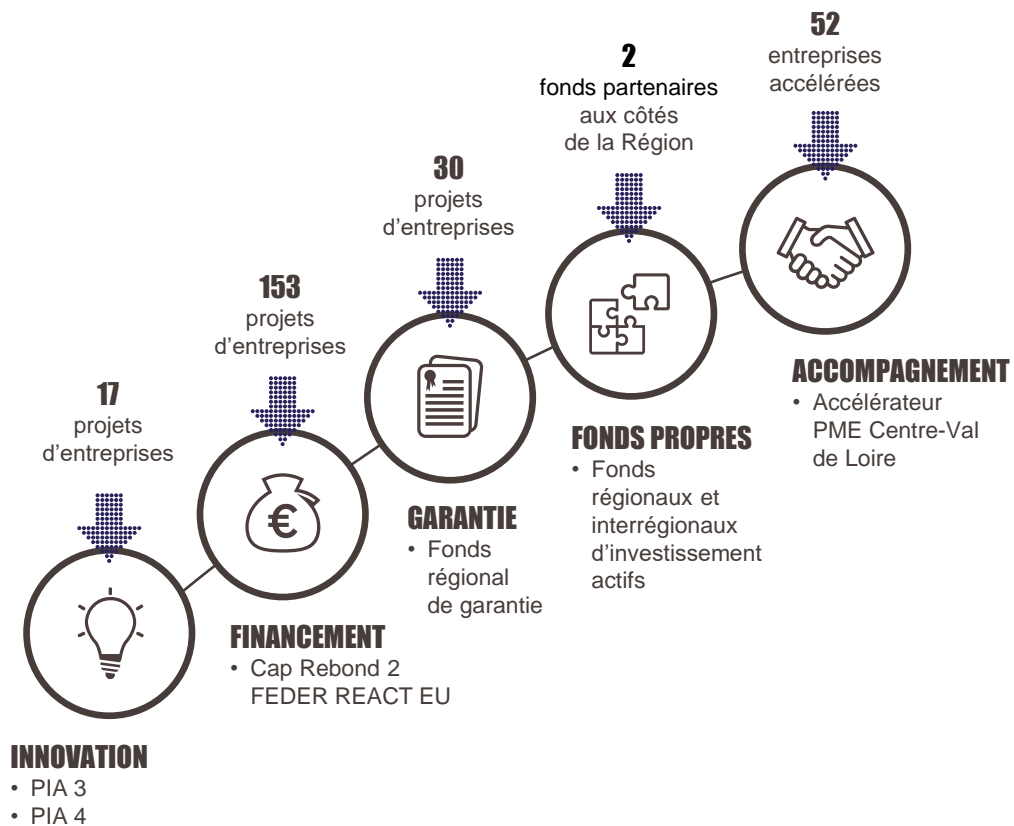 17
projets
d’entreprises
INNOVATION
• PIA 3
• PIA 4
153
projets
d’entreprises
€
FINANCEMENT
• Cap Rebond 2
FEDER REACT EU
30
projets
d’entreprises
GARANTIE
• Fonds
régional
de garantie
2
fonds partenaires
aux côtés
de la Région
FONDS PROPRES
• Fonds
régionaux et
interrégionaux
d’investissement
actifs
52
entreprises
accélérées
ACCOMPAGNEMENT
• Accélérateur
PME Centre-Val
de Loire